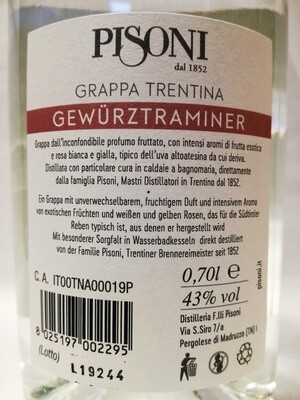 PISONI
dal 1852
GRAPPA TRENTINA
GEWÜRZTRAMINER
Grappa dall'inconfondibile profumo fruttato, con intensi aromi di frutta esotica
e rosa bianca e gialla, tipico dell'uva altoatesina da cui deriva.
Distillata con particolare cura in caldaie a bagnomaria, direttamente
dalla famiglia Pisoni, Mastri Distillatori in Trentino dal 1852.
Ein Grappa mit unverwechselbarem, fruchtigem Duft und intensivem Aroma
von exotischen Früchten und weißen und gelben Rosen, das für die Südtiroler
Reben typisch ist, aus denen er hergestellt wird
Mit besonderer Sorgfalt in Wasserbadkesseln direkt destilliert
von der Familie Pisoni, Trentiner Brennereimeister seit 1852
C.A. IT00TNA00019P
0,70l e
43% vol
pisoni.it
8 025197 002295
(Lotto)
L19244
Distilleria F.lli Pisoni
Via S.Siro 7/a
Pergolese di Madruzzo (TN) I